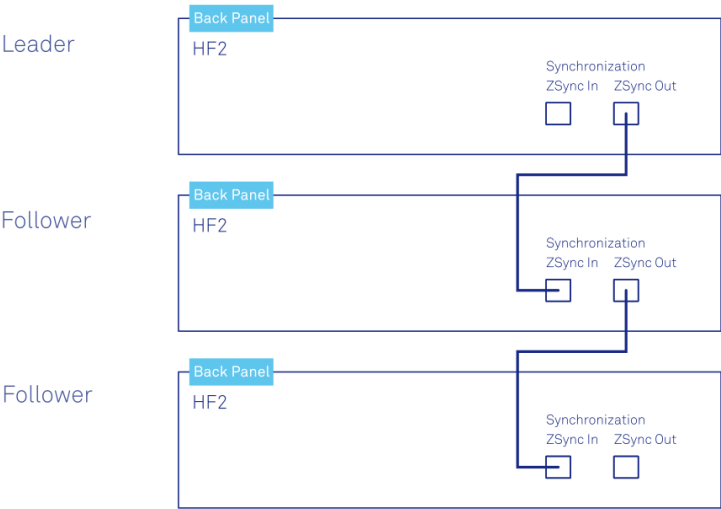 Back Panel
Leader
HF2
Synchronization
ZSync In ZSync Out
Back Panel
Follower
HF2
Synchronization
ZSync In ZSync Out
Back Panel
Follower
HF2
Synchronization
ZSync In ZSync Out